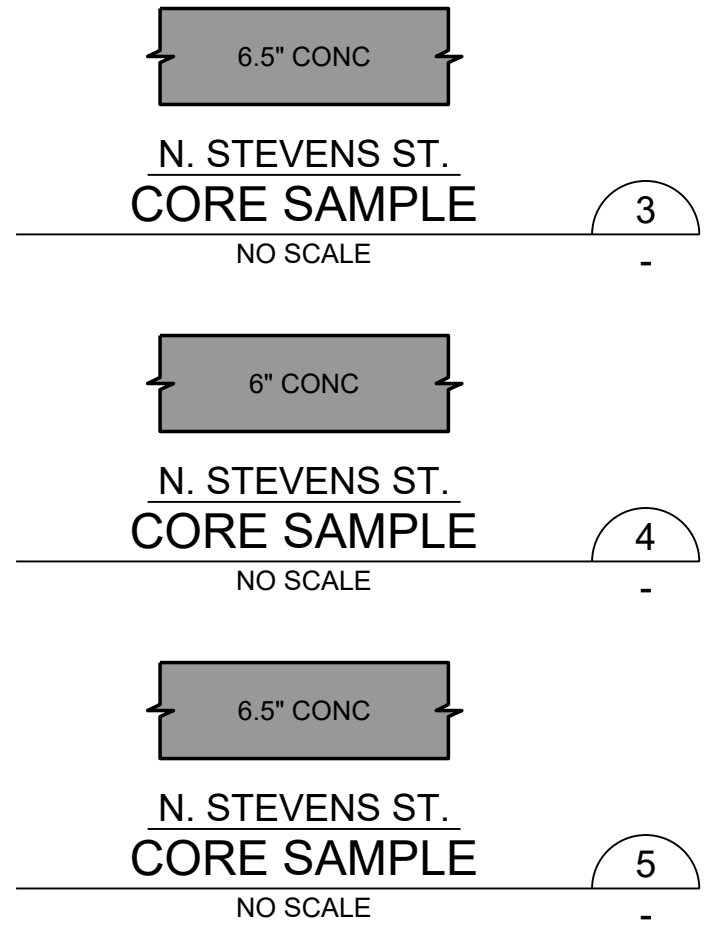 6.5" CONC
N. STEVENS ST.
CORE SAMPLE
3
NO SCALE
-
6" CONC
N. STEVENS ST.
CORE SAMPLE
4
NO SCALE
-
6.5" CONC
N. STEVENS ST.
CORE SAMPLE
5
NO SCALE
-